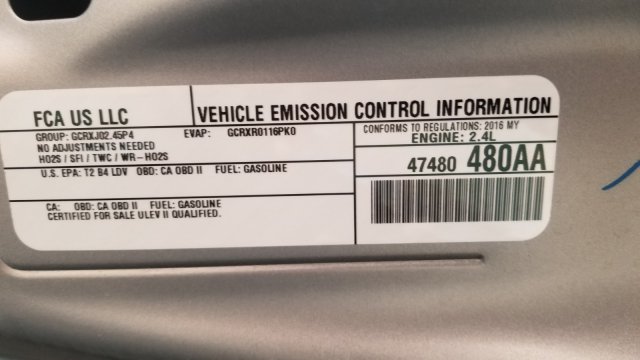 FCA US LLC
VEHICLE EMISSION CONTROL INFORMATION
GROUP: GCRXJ02.45P4 EVAP: GCRXR0116PK0
NO ADJUSTMENTS NEEDED
HO2S / SFI / TWC / WR-HO2S
CONFORMS TO REGULATIONS: 2016 MY
ENGINE: 2.4L
U.S. EPA: T2 B4 LDV OBD: CA OBD II FUEL: GASOLINE
47480 480AA
CA: OBD: CA OBD II FUEL: GASOLINE
CERTIFIED FOR SALE ULEV II QUALIFIED.